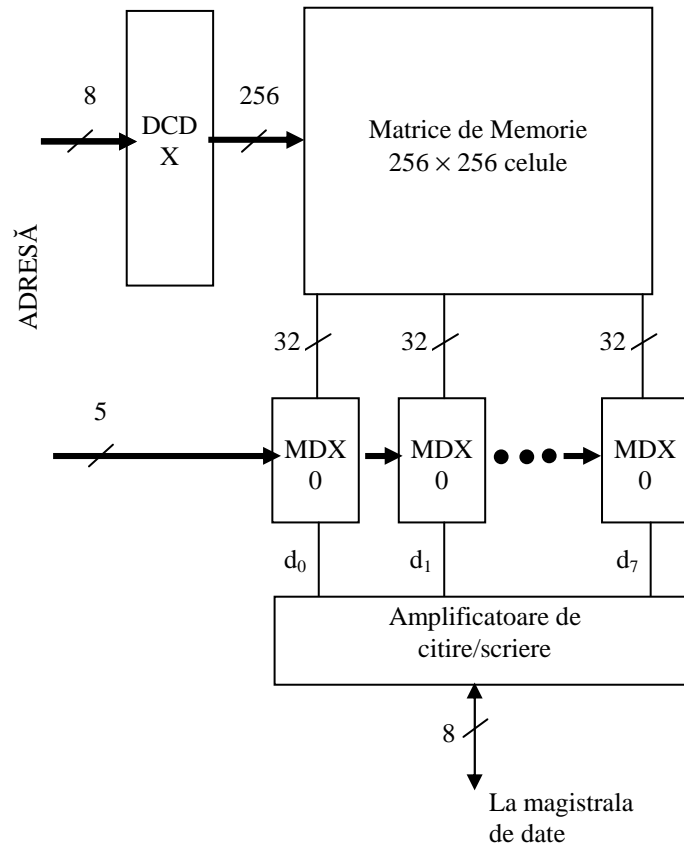 8
256
DCD
X
Matrice de Memorie
256 × 256 celule
ADRESĂ
32
32
32
5
MDX
0
MDX
0
MDX
0
d0
d1
d7
Amplificatoare de
citire/scriere
8
La magistrala
de date